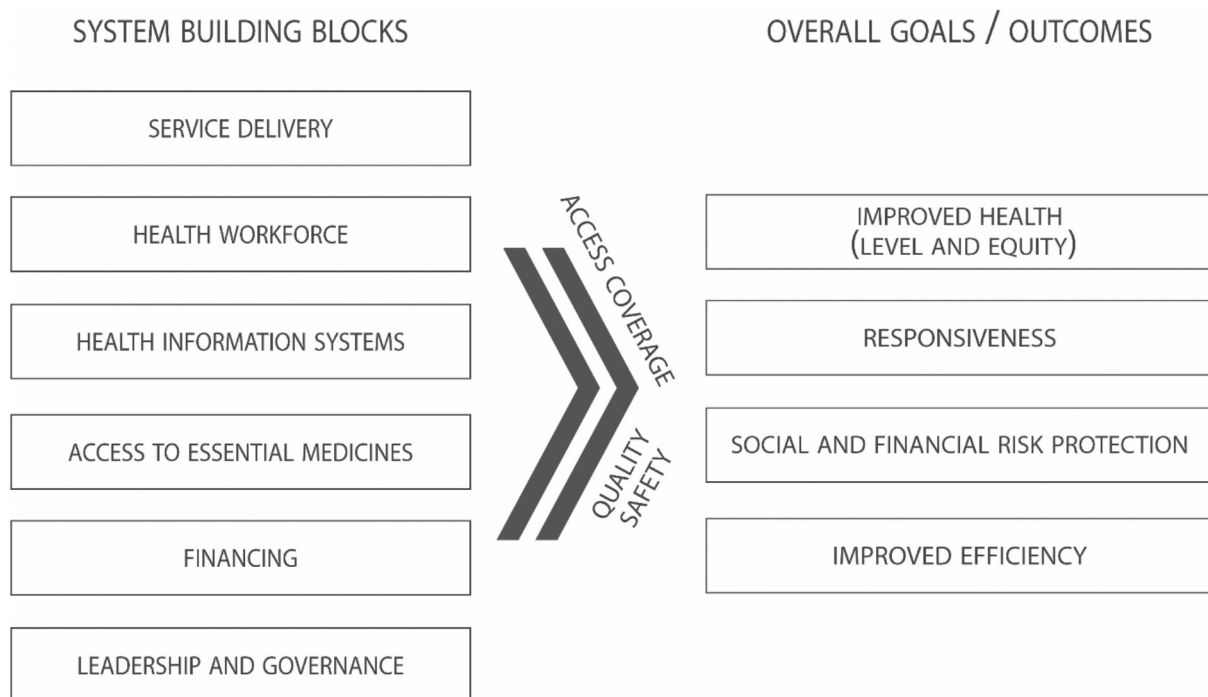 SYSTEM BUILDING BLOCKS
SERVICE DELIVERY
HEALTH WORKFORCE
HEALTH INFORMATION SYSTEMS
ACCESS TO ESSENTIAL MEDICINES
FINANCING
LEADERSHIP AND GOVERNANCE
ACCESS COVERAGE
QUALITY
SAFETY
OVERALL GOALS / OUTCOMES
IMPROVED HEALTH
(LEVEL AND EQUITY)
RESPONSIVENESS
SOCIAL AND FINANCIAL RISK PROTECTION
IMPROVED EFFICIENCY